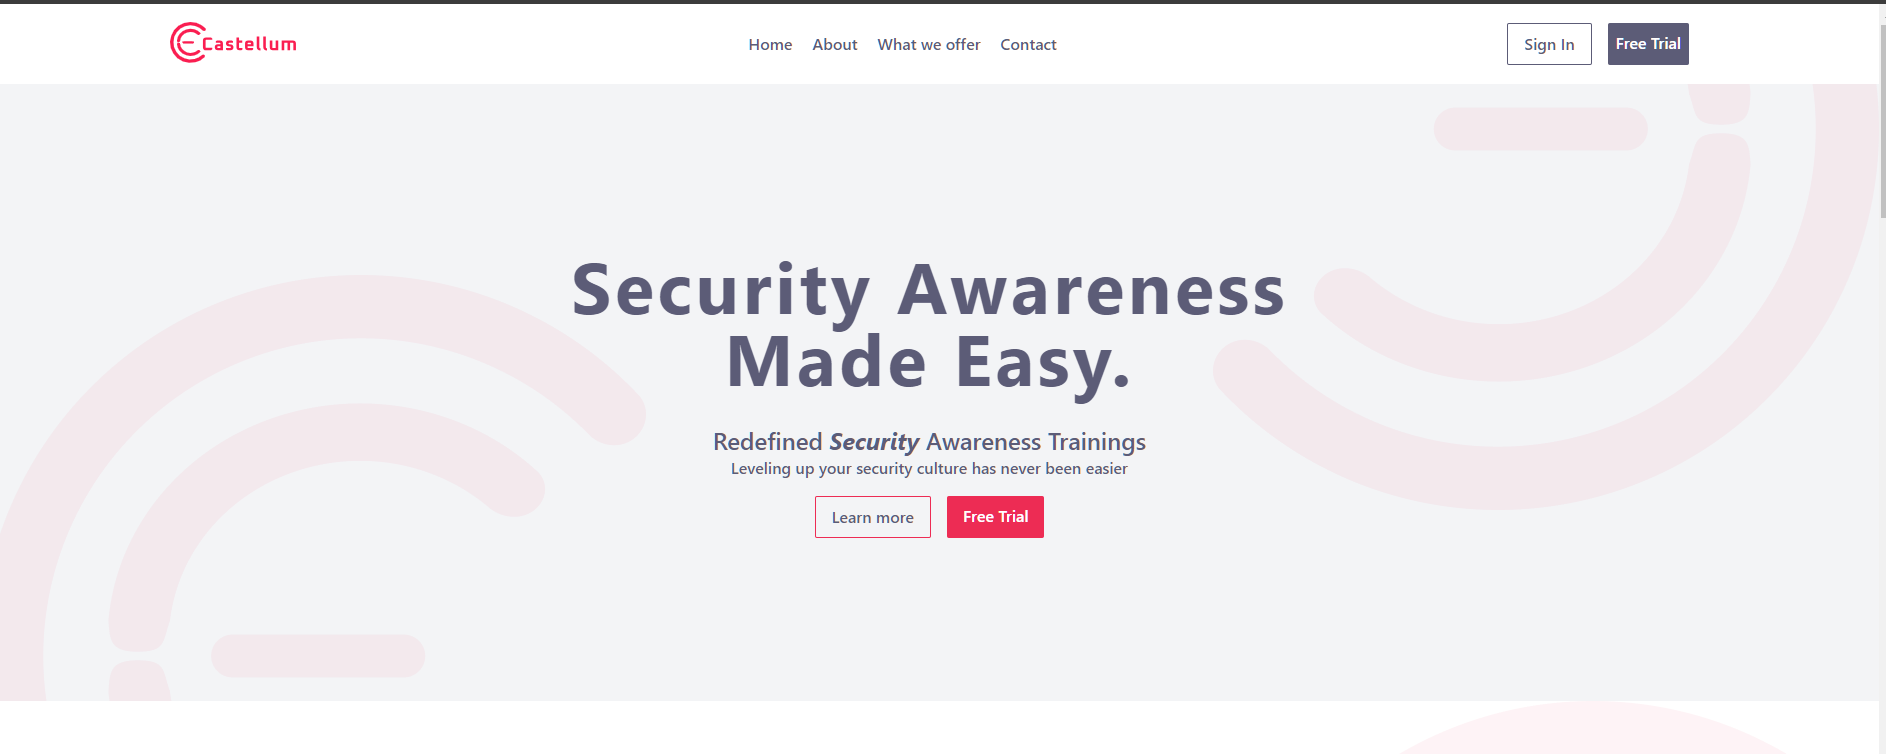 Castellum
Home About What we offer Contact
Sign In Free Trial
Security Awareness
Made Easy.
Redefined Security Awareness Trainings
Leveling up your security culture has never been easier
Learn more Free Trial